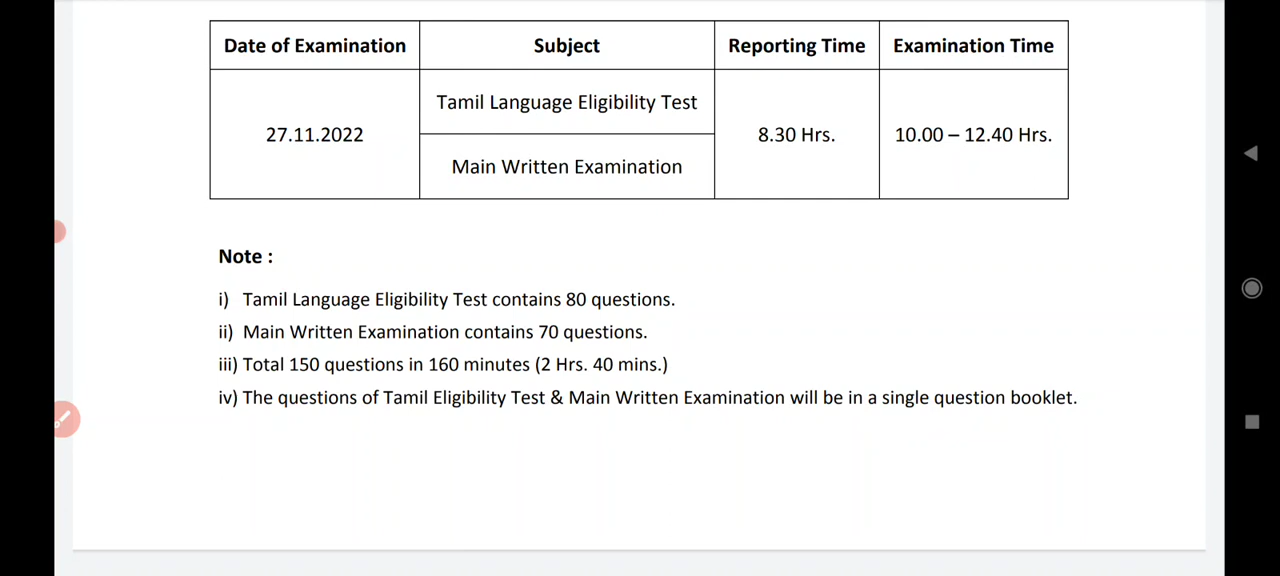 Date of Examination Subject Reporting Time Examination Time
27.11.2022
Tamil Language Eligibility Test
Main Written Examination
8.30 Hrs.
10.00 – 12.40 Hrs.
Note :
i) Tamil Language Eligibility Test contains 80 questions.
ii) Main Written Examination contains 70 questions.
iii) Total 150 questions in 160 minutes (2 Hrs. 40 mins.)
iv) The questions of Tamil Eligibility Test & Main Written Examination will be in a single question booklet.